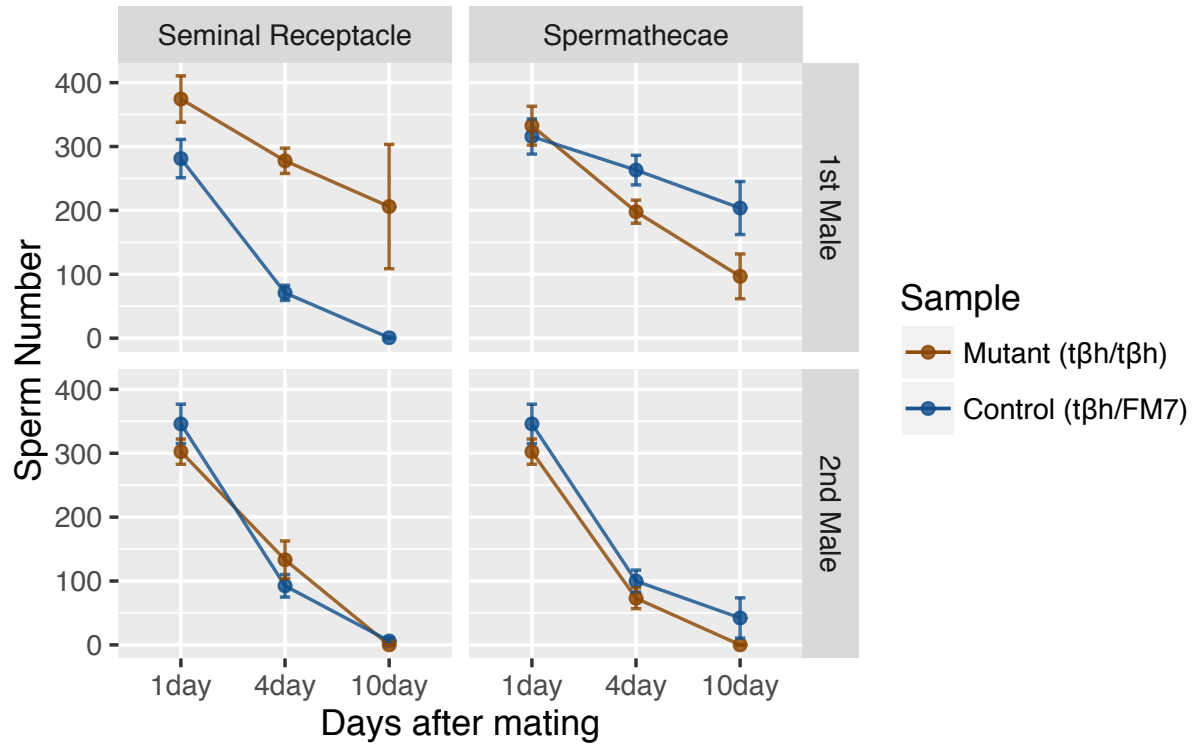 Seminal Receptacle
Spermathecae
400
300
200
100
0
1st Male
400
300
200
100
0
2nd Male
Sperm Number
1day 4day 10day
1day 4day 10day
Days after mating
Sample
Mutant (tβh/tβh)
Control (tβh/FM7)